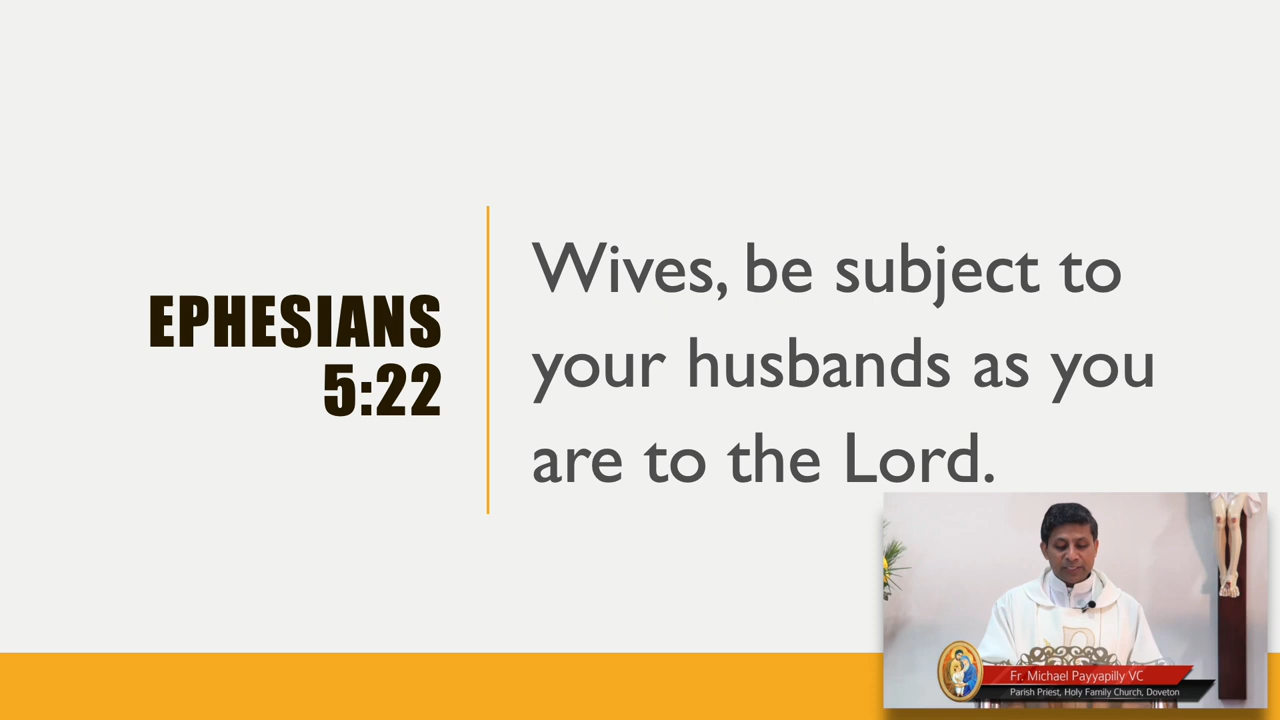 EPHESIANS
5:22
Wives, be subject to
your husbands as you
are to the Lord.
Fr. Michael Payyapilly VC
Parish Priest, Holy Family Church, Doveton